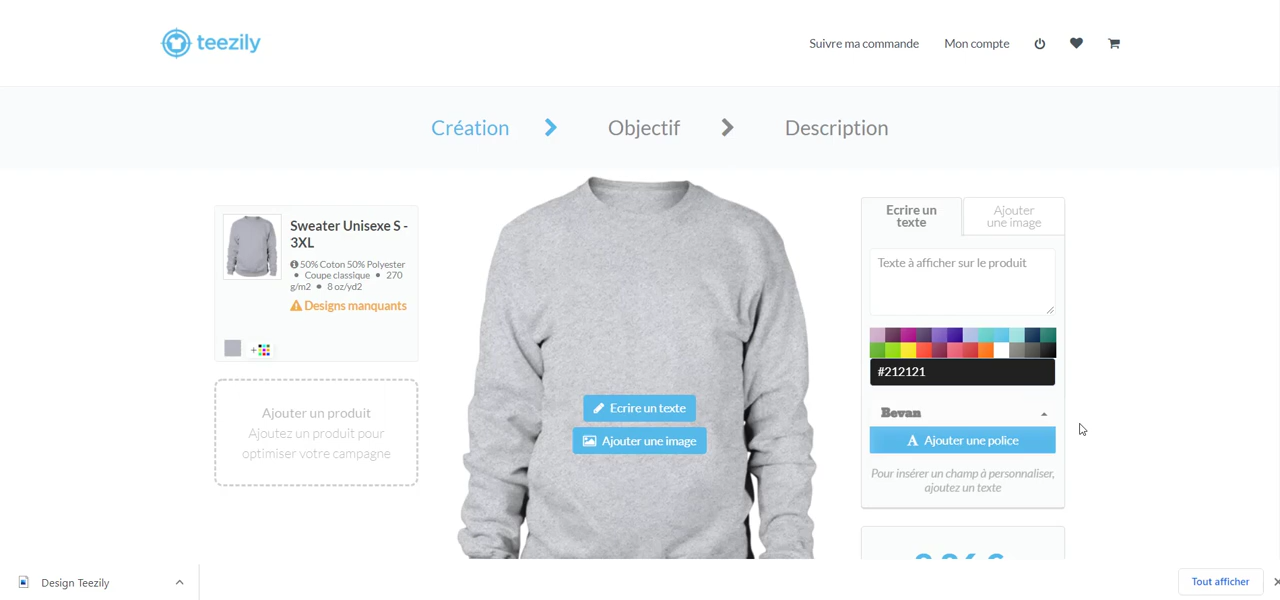 teezily
Suivre ma commande
Mon compte
Création
Objectif
Description
Sweater Unisexe S -
3XL
50% Coton 50% Polyester
• Coupe classique • 270
g/m2 • 8 oz/yd2
Designs manquants
+
Ajouter un produit
Ajoutez un produit pour
optimiser votre campagne
Ecrire un texte
Ajouter une image
Ecrire un
texte
Ajouter
une image
Texte à afficher sur le produit
#212121
Bevan
A Ajouter une police
Pour insérer un champ à personnaliser,
ajoutez un texte
Design Teezily
Tout afficher